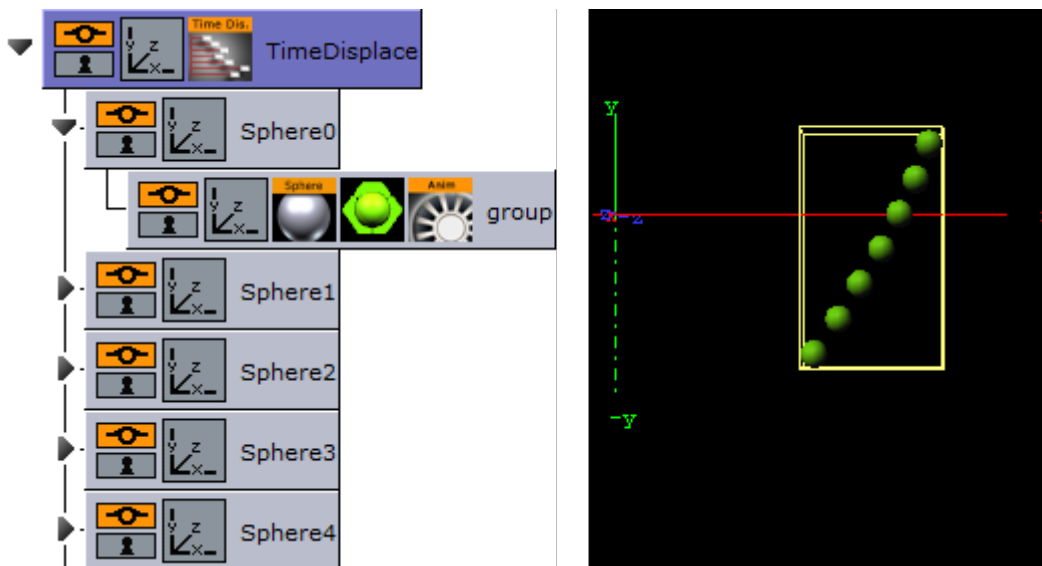 Time Dis.
y z x
TimeDisplace
y z x
Sphere0
y z x
Sphere
Anim
group
y z x
Sphere1
y z x
Sphere2
y z x
Sphere3
y z x
Sphere4
y
-z
-y